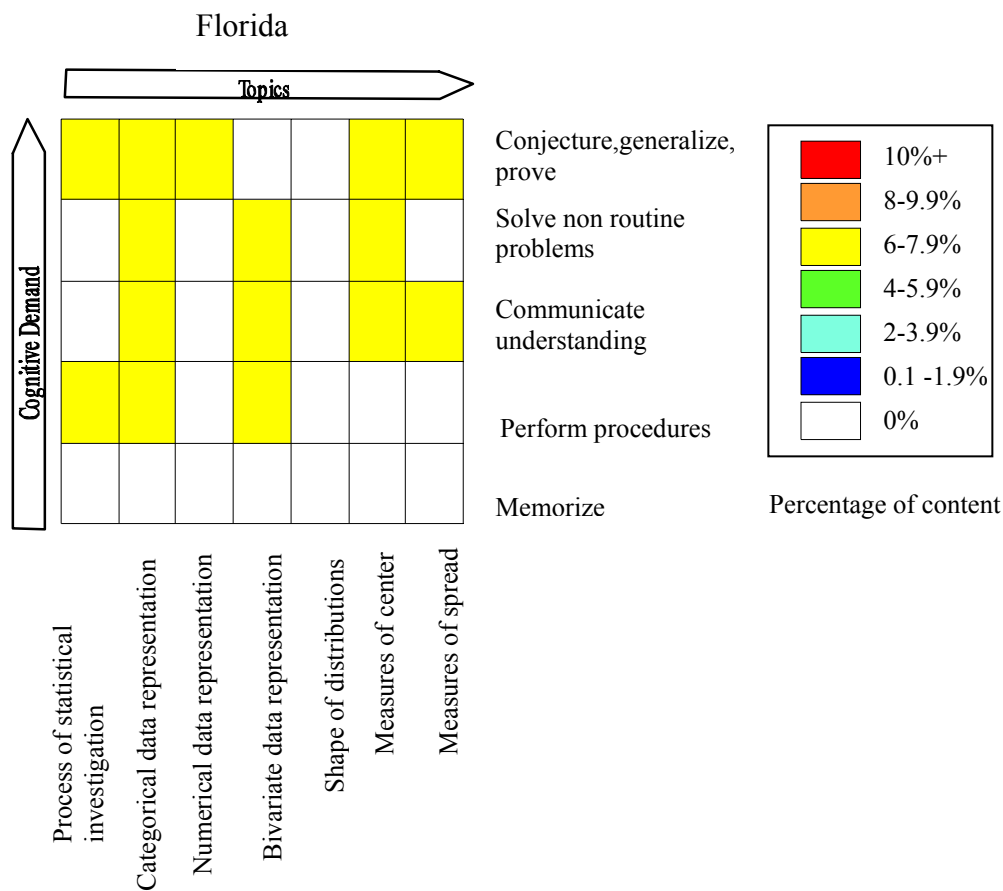 Florida
Topics
Cognitive Demand
Conjecture,generalize,
prove
Solve non routine
problems
Communicate
understanding
Perform procedures
Memorize
10%+
8-9.9%
6-7.9%
4-5.9%
2-3.9%
0.1 -1.9%
0%
Percentage of content
Process of statistical
investigation
Categorical data representation
Numerical data representation
Bivariate data representation
Shape of distributions
Measures of center
Measures of spread